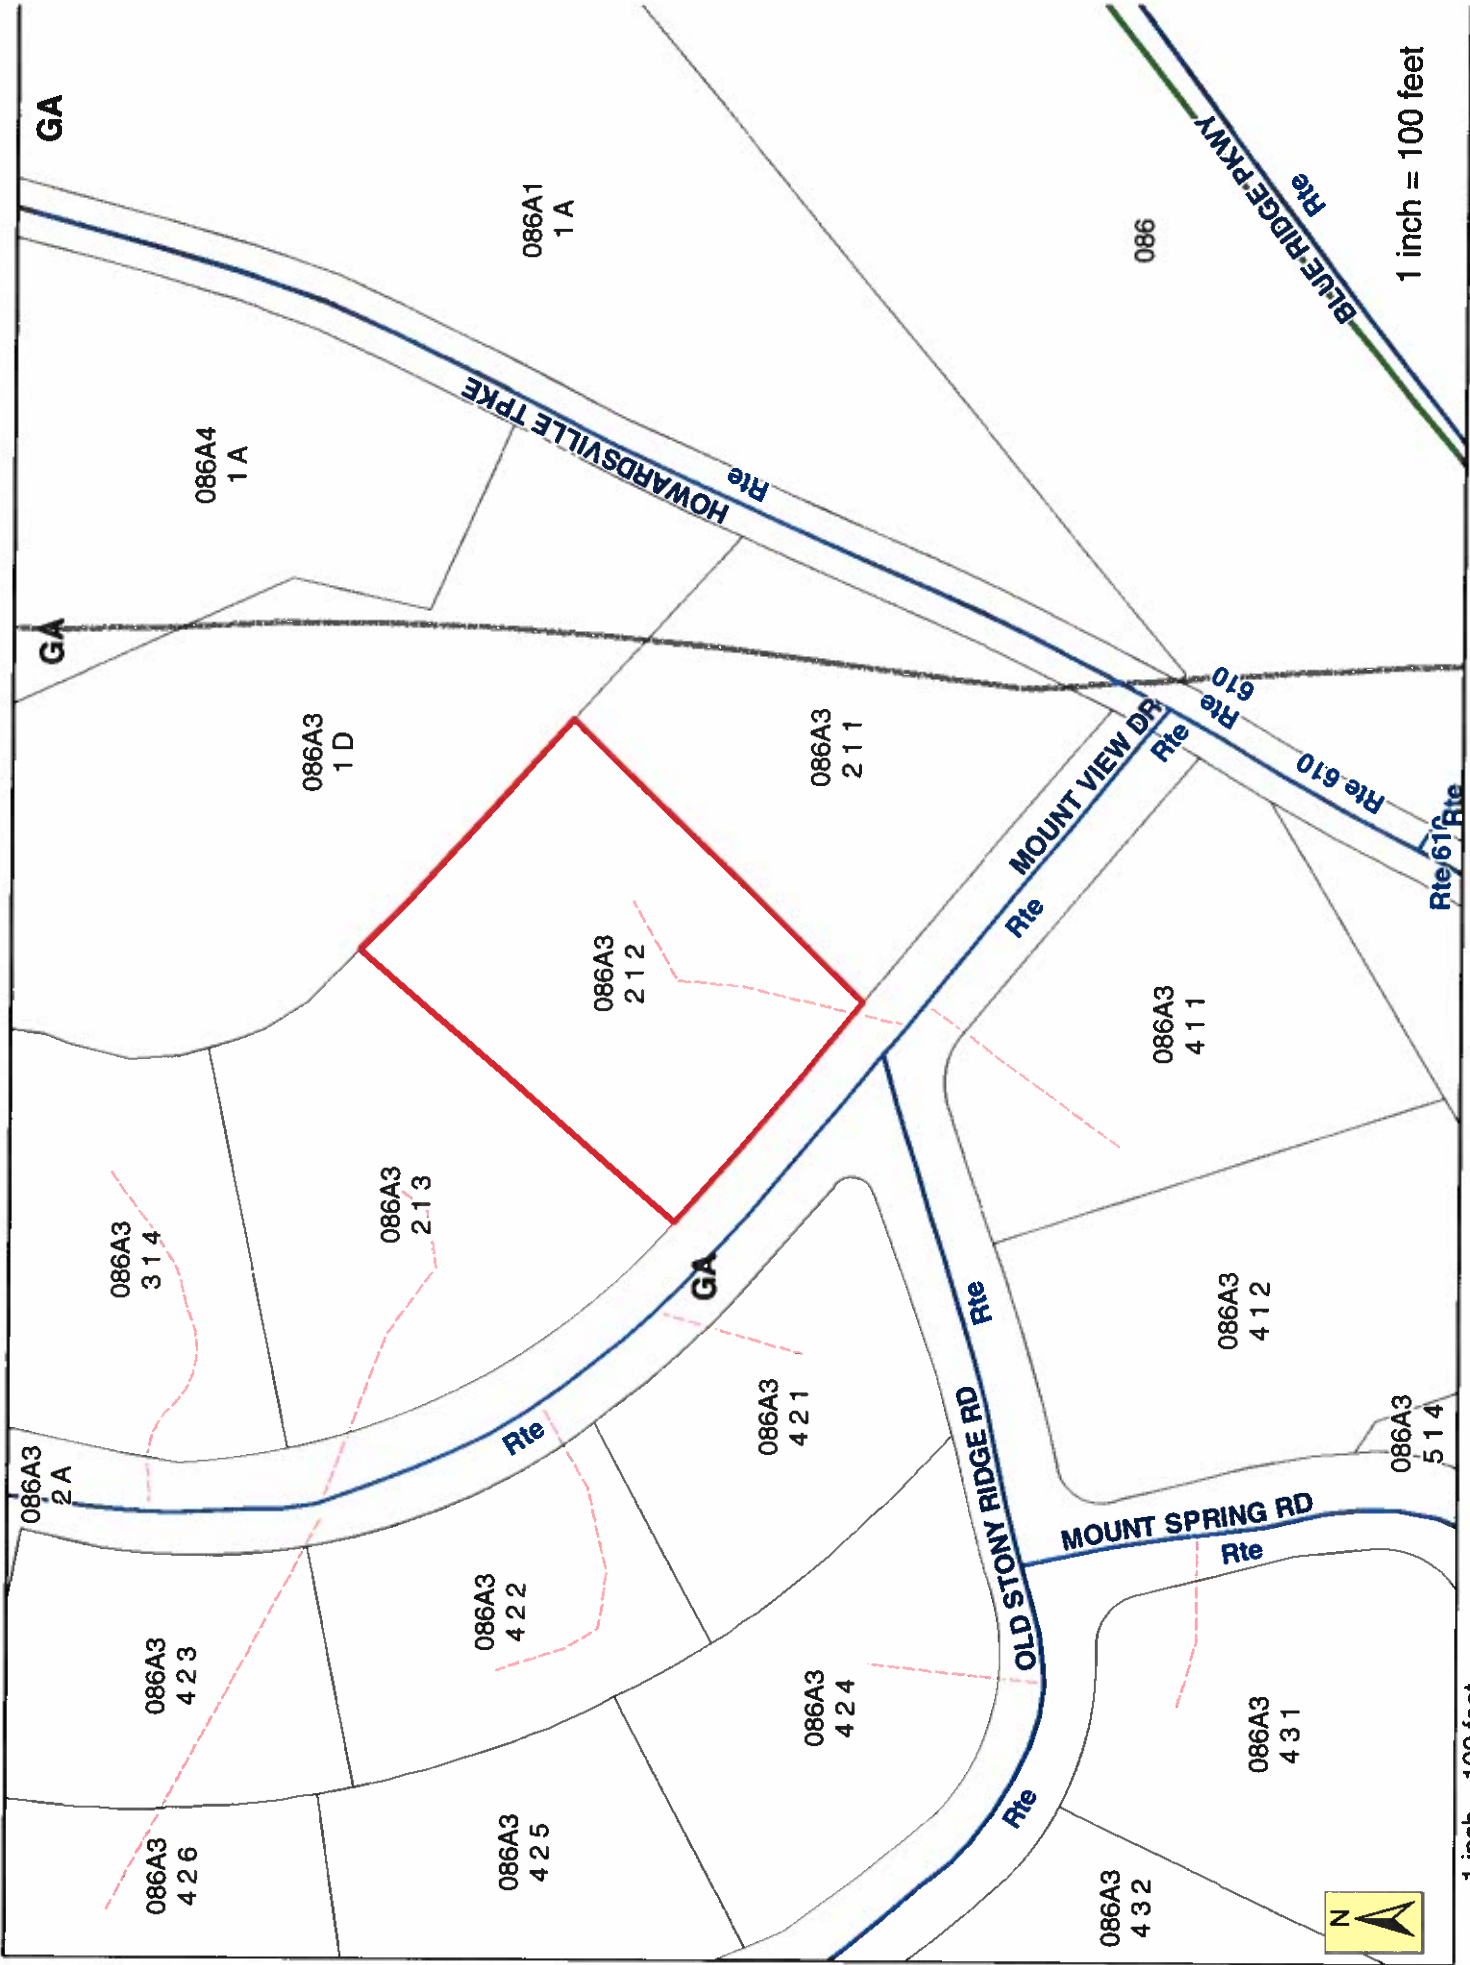 086A3
4 2 6
086A3
4 2 3
086A3
2 A
086A3
3 1 4
GA
GA
086A4
1 A
086A3
1 D
086A3
2 1 3
086A3
4 2 2
086A3
4 2 5
Rte
086A3
2 1 2
HOWARDSVILLE TPKE
Rte
086A1
1 A
GA
086A3
4 2 1
086A3
2 1 1
086A3
4 2 4
Rte
OLD STONY RIDGE RD
Rte
MOUNT VIEW DR
Rte
Rte
086A3
4 1 1
086
086A3
4 1 2
MOUNT SPRING RD
Rte
086A3
4 3 1
086A3
4 3 2
086A3
5 1 4
Rte
610
Rte 610
Rte 610
Rte
BLUE RIDGE PKWY
Rte
N
1 inch = 100 feet